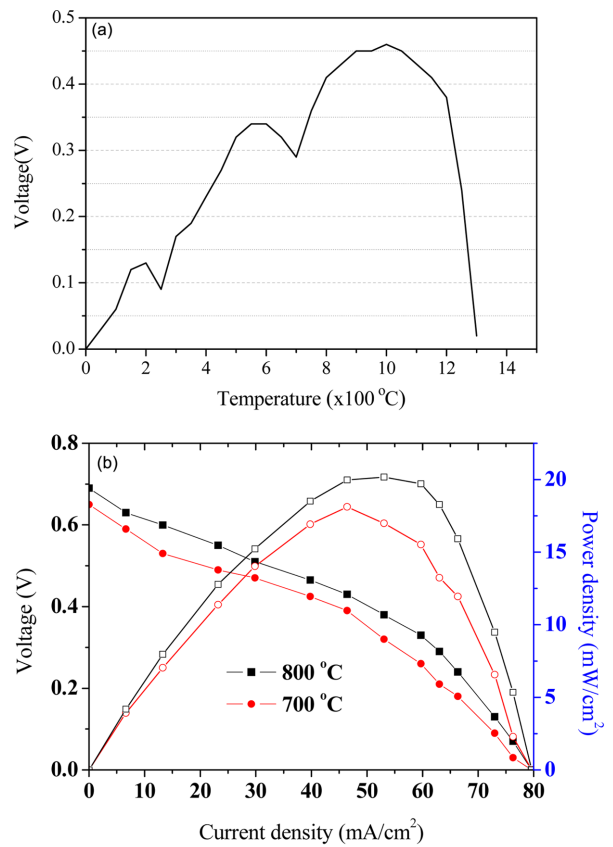 (a)
0.5
0.4
0.3
0.2
0.1
0.0
Voltage(V)
0 2 4 6 8 10 12 14
Temperature (x100 °C)
(b)
0.8
0.6
0.4
0.2
0.0
Voltage (V)
20
15
10
5
0
Power density (mW/cm²)
800 °C
700 °C
0 10 20 30 40 50 60 70 80
Current density (mA/cm²)